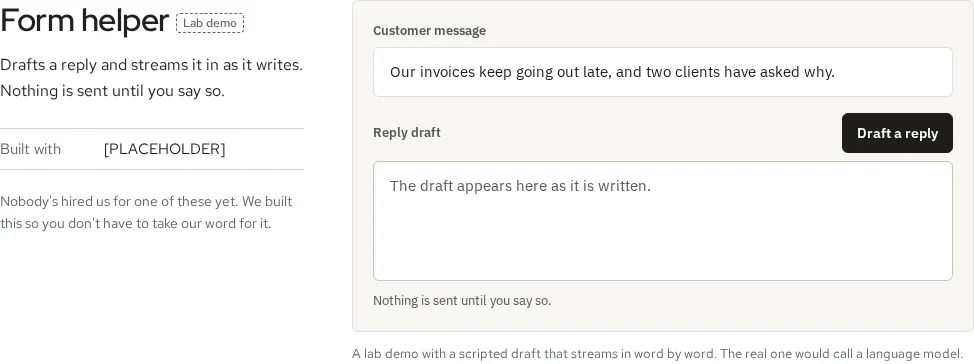 Form helper Lab demo
Drafts a reply and streams it in as it writes.
Nothing is sent until you say so.
Built with [PLACEHOLDER]
Nobody's hired us for one of these yet. We built
this so you don't have to take our word for it.
Customer message
Our invoices keep going out late, and two clients have asked why.
Reply draft
Draft a reply
The draft appears here as it is written.
Nothing is sent until you say so.
A lab demo with a scripted draft that streams in word by word. The real one would call a language model.